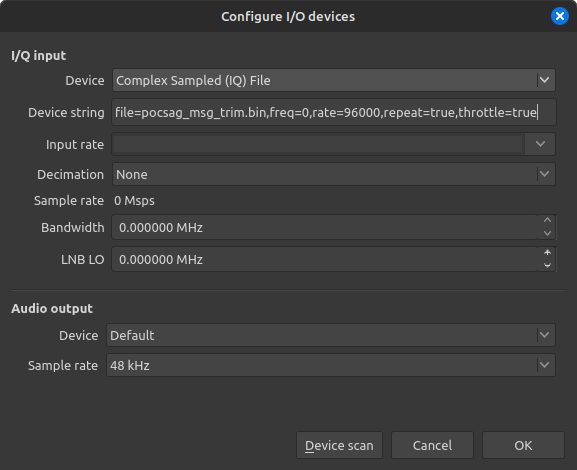 Configure I/O devices
I/Q input
Device Complex Sampled (IQ) File
Device string file=pocsag_msg_trim.bin,freq=0,rate=96000,repeat=true,throttle=true
Input rate
Decimation None
Sample rate 0 Msps
Bandwidth 0.000000 MHz
LNB LO 0.000000 MHz
Audio output
Device Default
Sample rate 48 kHz
Device scan Cancel OK